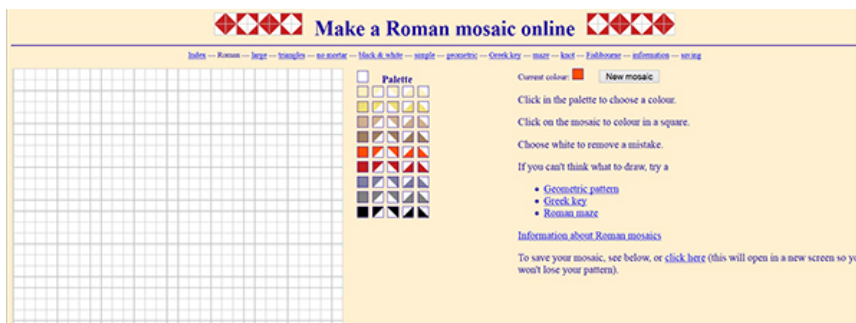 Make a Roman mosaic online
Index — Roman — large — triangles — no mortar — black & white — simple — geometric — Greek key — maze — knot — Fishbourne — information — saving
Palette
Current colour:
New mosaic
Click in the palette to choose a colour.
Click on the mosaic to colour in a square.
Choose white to remove a mistake.
If you can't think what to draw, try a
• Geometric pattern
• Greek key
• Roman maze
Information about Roman mosaics
To save your mosaic, see below, or click here (this will open in a new screen so
won't lose your pattern).